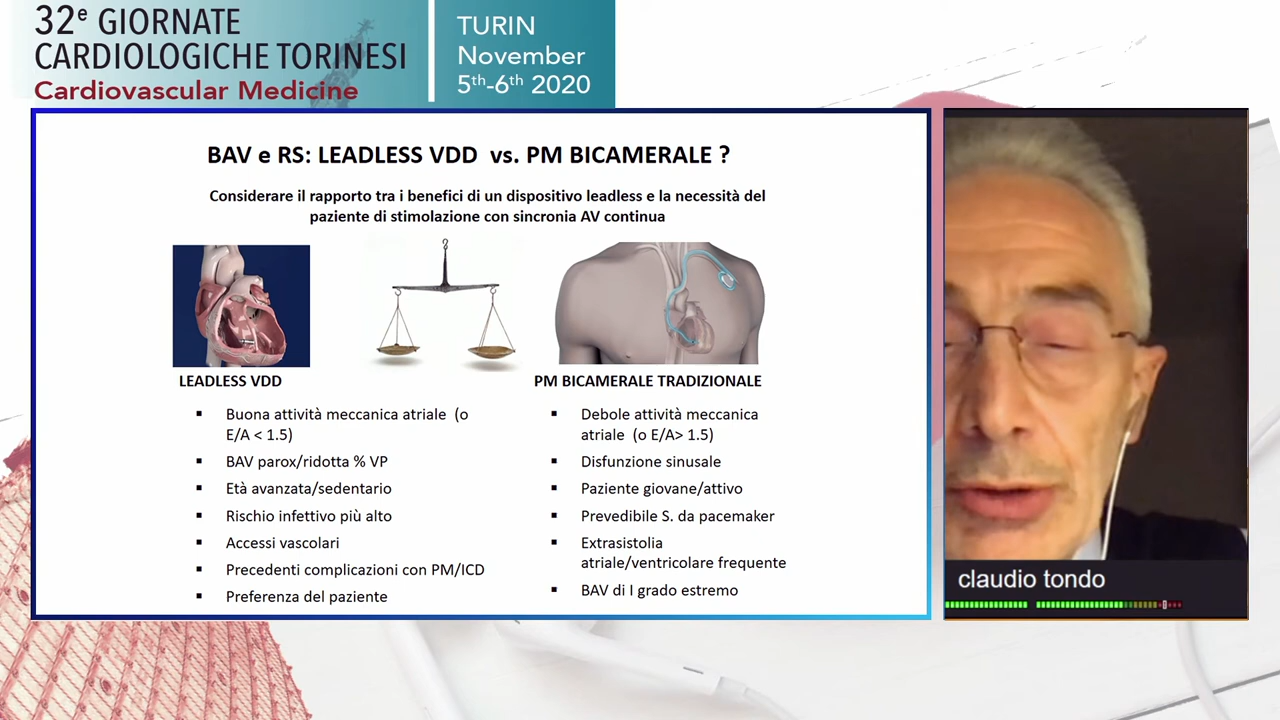 32e GIORNATE
CARDIOLOGICHE TORINESI
Cardiovascular Medicine
TURIN
November
5th-6th 2020
BAV e RS: LEADLESS VDD vs. PM BICAMERALE ?
Considerare il rapporto tra i benefici di un dispositivo leadless e la necessità del
paziente di stimolazione con sincronia AV continua
LEADLESS VDD
▪ Buona attività meccanica atriale (o
E/A < 1.5)
▪ BAV parox/ridotta % VP
▪ Età avanzata/sedentario
▪ Rischio infettivo più alto
▪ Accessi vascolari
▪ Precedenti complicazioni con PM/ICD
▪ Preferenza del paziente
PM BICAMERALE TRADIZIONALE
▪ Debole attività meccanica
atriale (o E/A> 1.5)
▪ Disfunzione sinusale
▪ Paziente giovane/attivo
▪ Prevedibile S. da pacemaker
▪ Extrasistolia
atriale/ventricolare frequente
▪ BAV di I grado estremo
claudio tondo